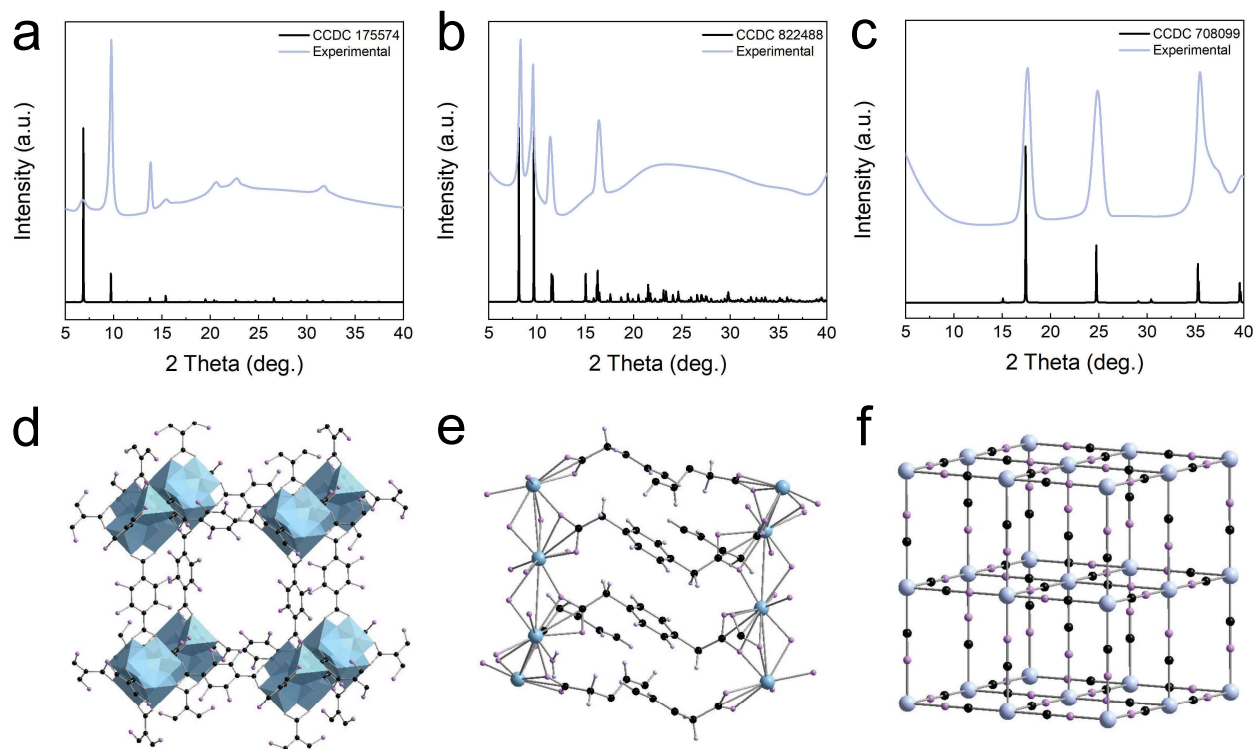 a
CCDC 175574
Experimental
Intensity (a.u.)
5 10 15 20 25 30 35 40
2 Theta (deg.)
b
CCDC 822488
Experimental
Intensity (a.u.)
5 10 15 20 25 30 35 40
2 Theta (deg.)
c
CCDC 708099
Experimental
Intensity (a.u.)
5 10 15 20 25 30 35 40
2 Theta (deg.)
d
e
f